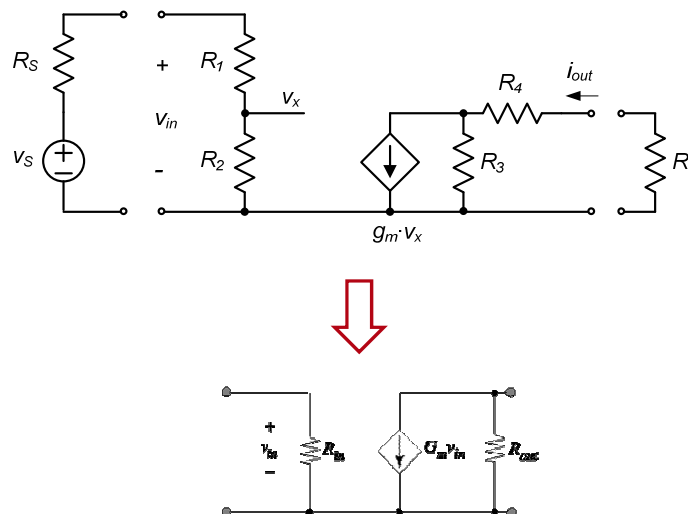 R_S
v_S
+
−
+
v_in
-
R_1
v_x
R_2
g_m·v_x
R_3
R_4
i_out
R
+
v_in
−
R_in
G_m v_in
R_out